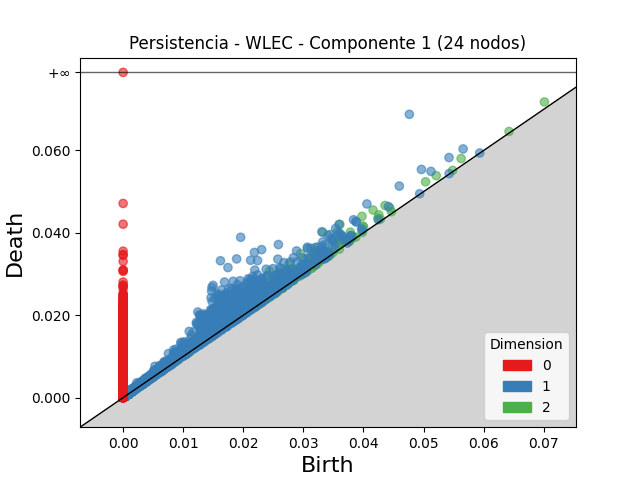 Persistencia - WLEC - Componente 1 (24 nodos)
+∞
0.060
0.040
0.020
0.000
Death
0.00 0.01 0.02 0.03 0.04 0.05 0.06 0.07
Birth
Dimension
0
1
2